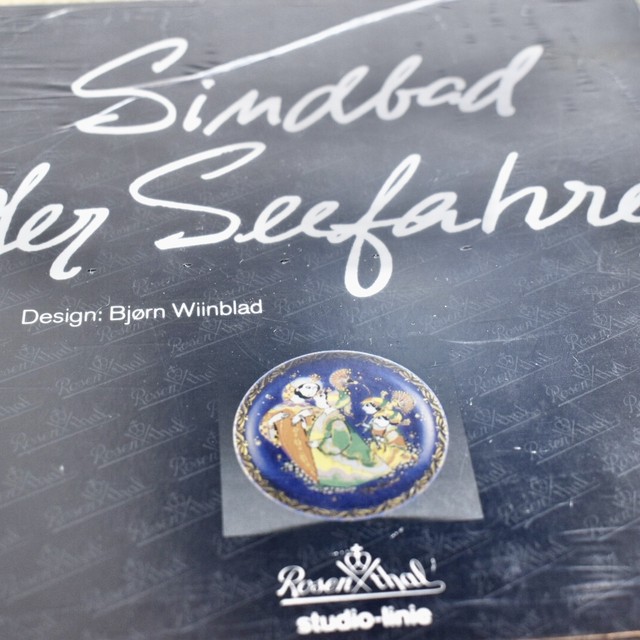 Sindbad
der Seefahre
Design: Bjørn Wiinblad
Rosenthal
studio-linie